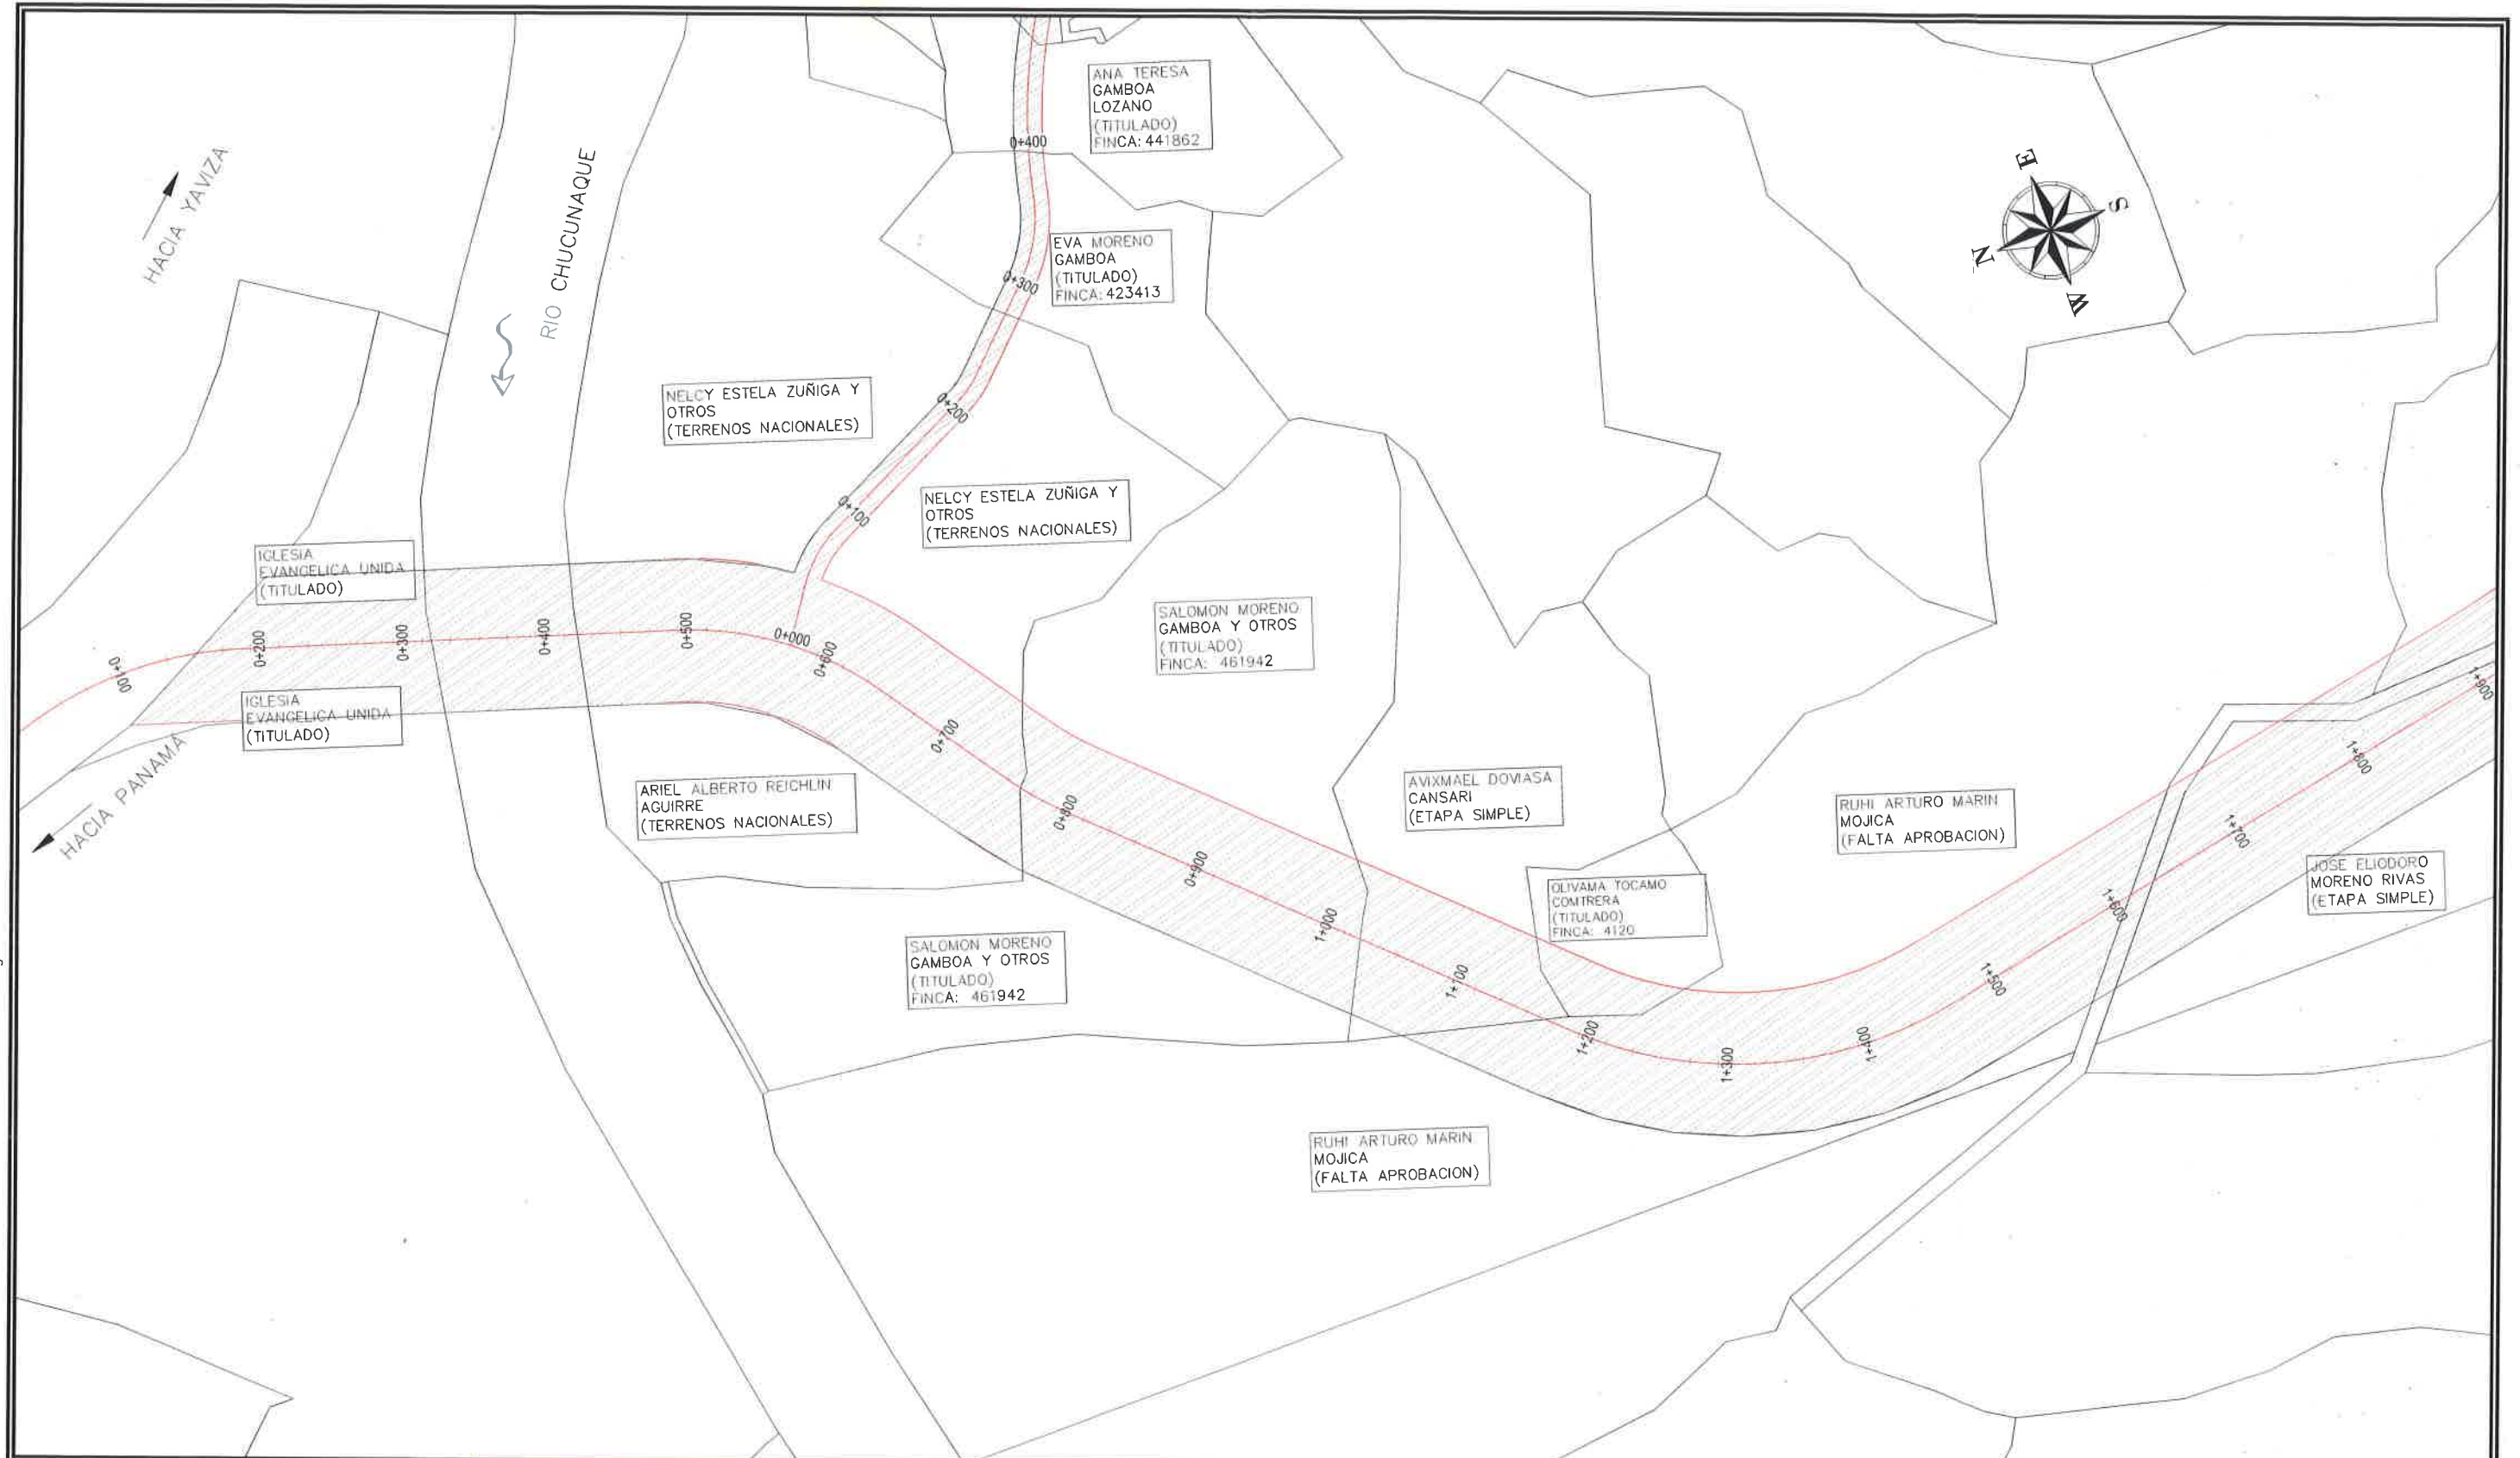 ANA TERESA
GAMBOA
LOZANO
(TITULADO)
FINCA: 441862
0+400
HACIA YAVIZA
RIO CHUCUNAQUE
E
S
N
W
EVA MORENO
GAMBOA
(TITULADO)
FINCA: 423413
0+300
NELCY ESTELA ZUÑIGA Y
OTROS
(TERRENOS NACIONALES)
0+200
NELCY ESTELA ZUÑIGA Y
OTROS
(TERRENOS NACIONALES)
0+100
IGLESIA
EVANGELICA UNIDA
(TITULADO)
SALOMON MORENO
GAMBOA Y OTROS
(TITULADO)
FINCA: 461942
0+100
0+200
0+300
0+400
0+500
0+000
0+600
IGLESIA
EVANGELICA UNIDA
(TITULADO)
HACIA PANAMÁ
0+700
0+800
0+900
1+000
1+100
1+200
1+300
1+400
1+500
1+600
1+700
1+800
1+900
ARIEL ALBERTO REICHLIN
AGUIRRE
(TERRENOS NACIONALES)
AVIXMAEL DOVIASA
CANSARI
(ETAPA SIMPLE)
RUHI ARTURO MARIN
MOJICA
(FALTA APROBACION)
OLIVAMA TOCAMO
COMTRERA
(TITULADO)
FINCA: 4120
JOSE ELIODORO
MORENO RIVAS
(ETAPA SIMPLE)
SALOMON MORENO
GAMBOA Y OTROS
(TITULADO)
FINCA: 461942
RUHI ARTURO MARIN
MOJICA
(FALTA APROBACION)